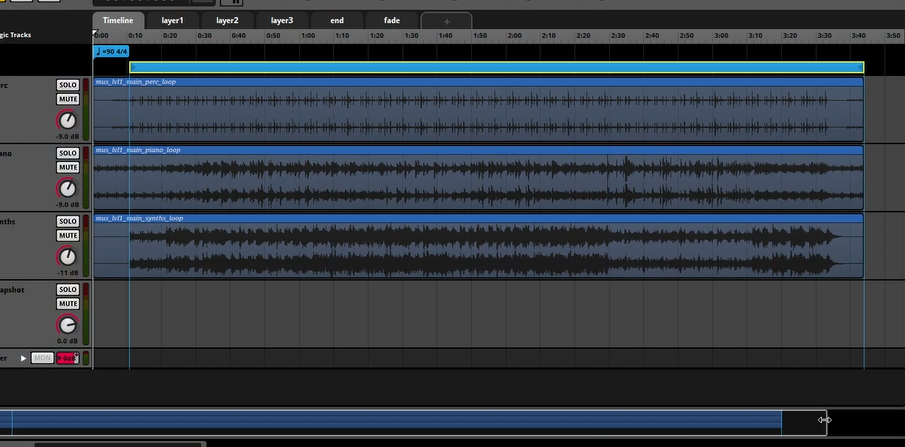 Timeline layer1 layer2 layer3 end fade +
gic Tracks 0:00 0:10 0:20 0:30 0:40 0:50 1:00 1:10 1:20 1:30 1:40 1:50 2:00 2:10 2:20 2:30 2:40 2:50 3:00 3:10 3:20 3:30 3:40 3:50
♩=90 4/4
mus_lvl1_main_perc_loop
rc SOLO
MUTE
-9.0 dB
mus_lvl1_main_piano_loop
ano SOLO
MUTE
-9.0 dB
mus_lvl1_main_synths_loop
nths SOLO
MUTE
-11 dB
apshot SOLO
MUTE
0.0 dB
er MON